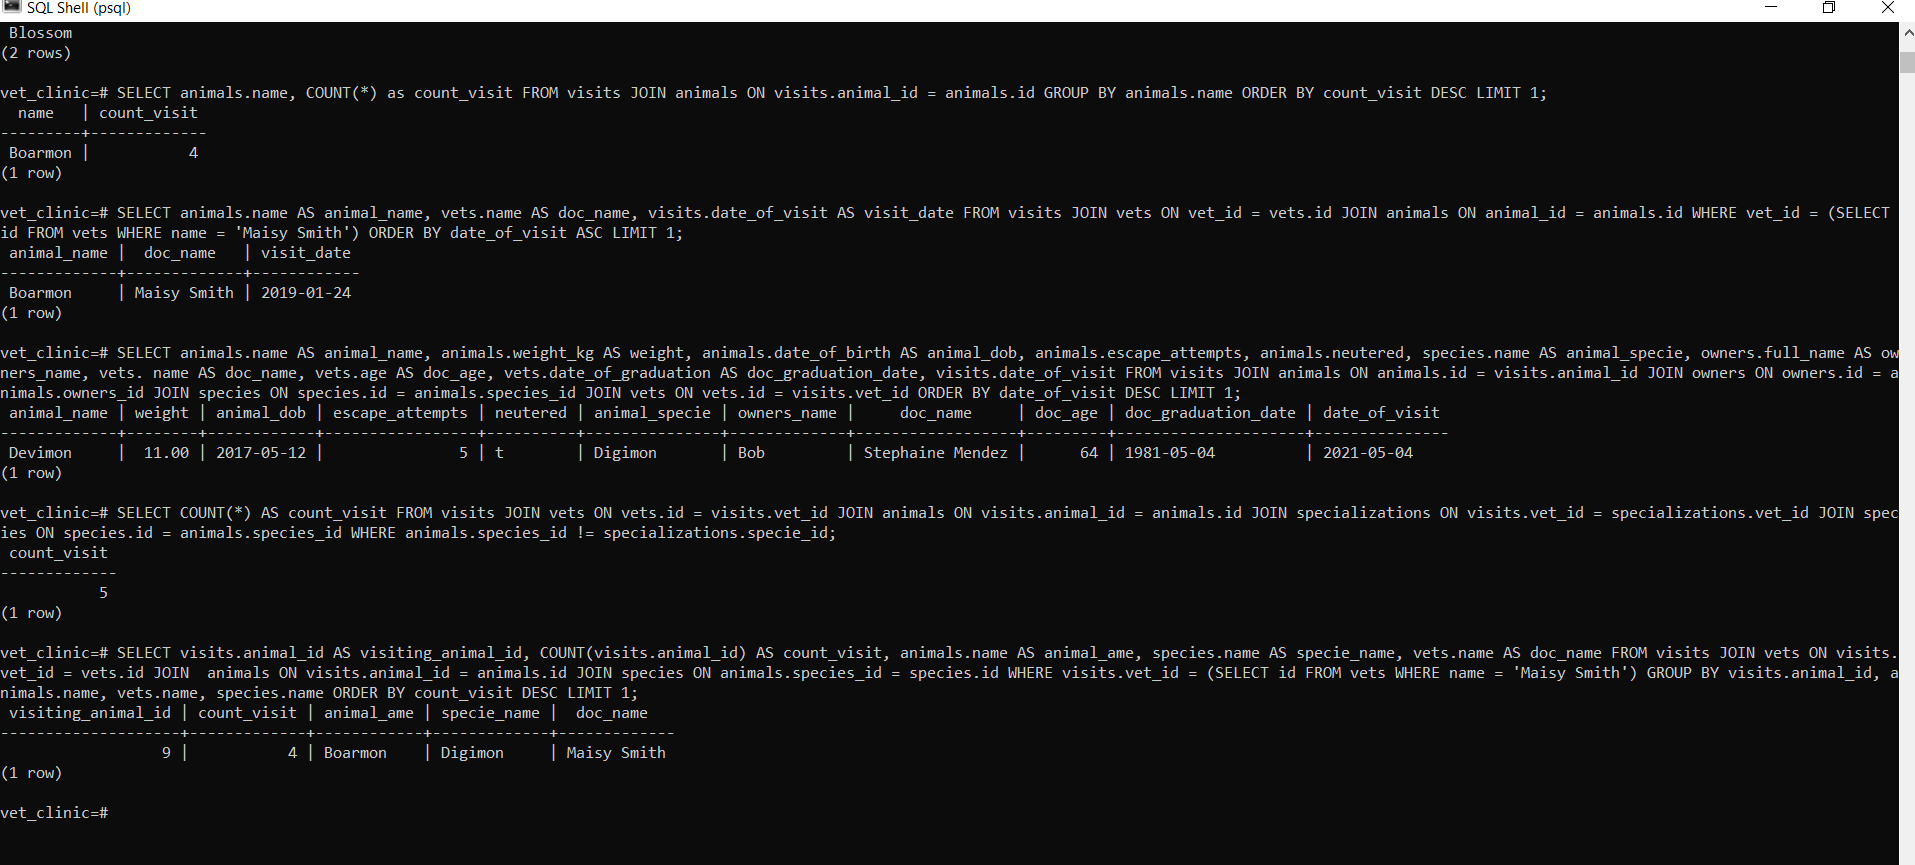 SQL Shell (psql)
 Blossom
(2 rows)

vet_clinic=# SELECT animals.name, COUNT(*) as count_visit FROM visits JOIN animals ON visits.animal_id = animals.id GROUP BY animals.name ORDER BY count_visit DESC LIMIT 1;
  name   | count_visit
---------+-------------
 Boarmon |           4
(1 row)

vet_clinic=# SELECT animals.name AS animal_name, vets.name AS doc_name, visits.date_of_visit AS visit_date FROM visits JOIN vets ON vet_id = vets.id JOIN animals ON animal_id = animals.id WHERE vet_id = (SELECT
id FROM vets WHERE name = 'Maisy Smith') ORDER BY date_of_visit ASC LIMIT 1;
 animal_name |  doc_name   | visit_date
-------------+-------------+------------
 Boarmon     | Maisy Smith | 2019-01-24
(1 row)

vet_clinic=# SELECT animals.name AS animal_name, animals.weight_kg AS weight, animals.date_of_birth AS animal_dob, animals.escape_attempts, animals.neutered, species.name AS animal_specie, owners.full_name AS ow
ners_name, vets. name AS doc_name, vets.age AS doc_age, vets.date_of_graduation AS doc_graduation_date, visits.date_of_visit FROM visits JOIN animals ON animals.id = visits.animal_id JOIN owners ON owners.id = a
nimals.owners_id JOIN species ON species.id = animals.species_id JOIN vets ON vets.id = visits.vet_id ORDER BY date_of_visit DESC LIMIT 1;
 animal_name | weight | animal_dob | escape_attempts | neutered | animal_specie | owners_name |     doc_name     | doc_age | doc_graduation_date | date_of_visit
-------------+--------+------------+-----------------+----------+---------------+-------------+------------------+---------+---------------------+---------------
 Devimon     |  11.00 | 2017-05-12 |               5 | t        | Digimon       | Bob         | Stephaine Mendez |      64 | 1981-05-04          | 2021-05-04
(1 row)

vet_clinic=# SELECT COUNT(*) AS count_visit FROM visits JOIN vets ON vets.id = visits.vet_id JOIN animals ON visits.animal_id = animals.id JOIN specializations ON visits.vet_id = specializations.vet_id JOIN spec
ies ON species.id = animals.species_id WHERE animals.species_id != specializations.specie_id;
 count_visit
-------------
           5
(1 row)

vet_clinic=# SELECT visits.animal_id AS visiting_animal_id, COUNT(visits.animal_id) AS count_visit, animals.name AS animal_ame, species.name AS specie_name, vets.name AS doc_name FROM visits JOIN vets ON visits.
vet_id = vets.id JOIN  animals ON visits.animal_id = animals.id JOIN species ON animals.species_id = species.id WHERE visits.vet_id = (SELECT id FROM vets WHERE name = 'Maisy Smith') GROUP BY visits.animal_id, a
nimals.name, vets.name, species.name ORDER BY count_visit DESC LIMIT 1;
 visiting_animal_id | count_visit | animal_ame | specie_name |  doc_name
--------------------+-------------+------------+-------------+-------------
                  9 |           4 | Boarmon    | Digimon     | Maisy Smith
(1 row)

vet_clinic=#